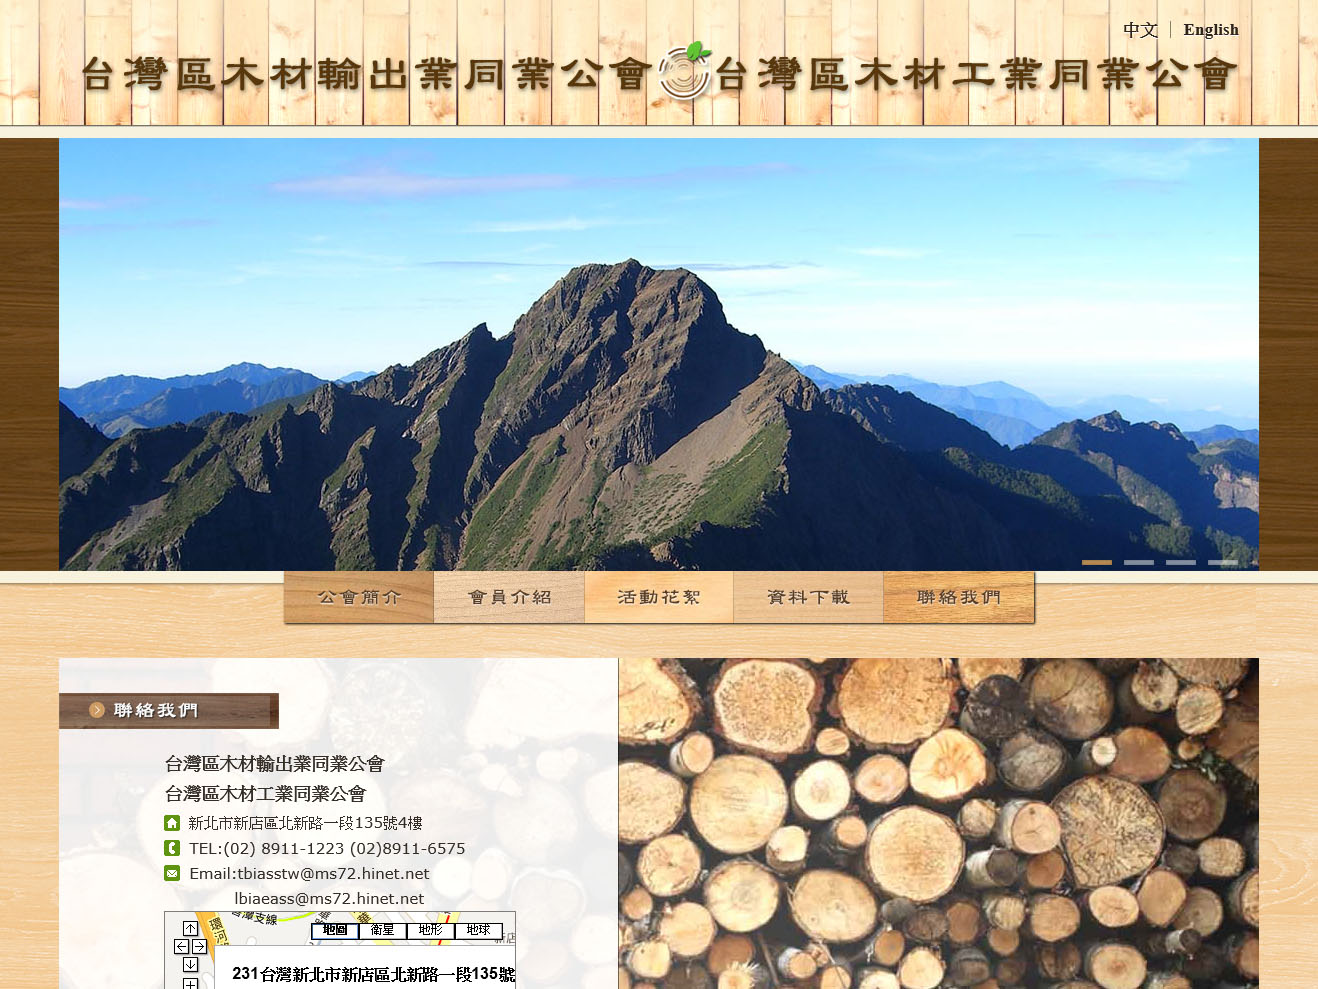 中文 English
台灣區木材輸出業同業公會 台灣區木材工業同業公會
公會簡介 會員介紹 活動花絮 資料下載 聯絡我們
聯絡我們
台灣區木材輸出業同業公會
台灣區木材工業同業公會
新北市新店區北新路一段135號4樓
TEL:(02) 8911-1223 (02)8911-6575
Email:tbiasstw@ms72.hinet.net
lbiaeass@ms72.hinet.net
環河
地圖 衛星 地形 地球
新店
231台灣新北市新店區北新路一段135號